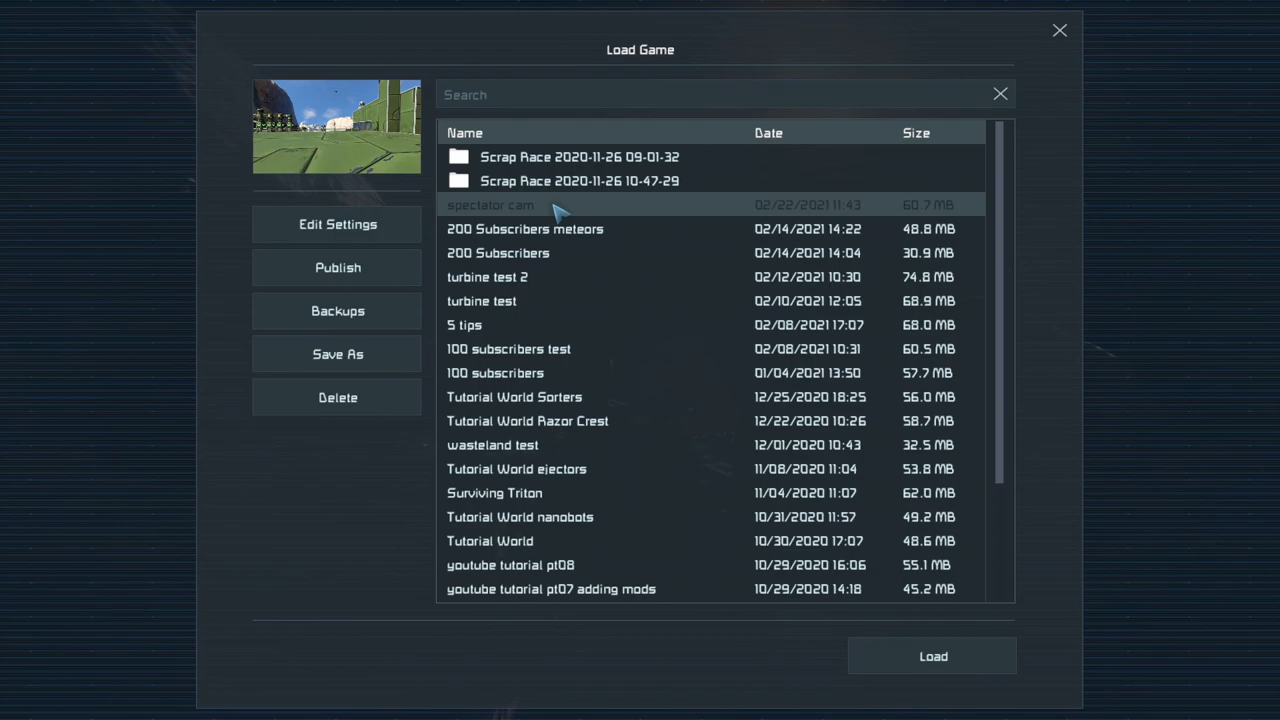 Load Game
Search
Name Date Size
Scrap Race 2020-11-26 09-01-32
Scrap Race 2020-11-26 10-47-29
spectator cam 02/22/2021 11:43 60.7 MB
200 Subscribers meteors 02/14/2021 14:22 48.8 MB
200 Subscribers 02/14/2021 14:04 30.9 MB
turbine test 2 02/12/2021 10:30 74.8 MB
turbine test 02/10/2021 12:05 68.9 MB
5 tips 02/08/2021 17:07 68.0 MB
100 subscribers test 02/08/2021 10:31 60.5 MB
100 subscribers 01/04/2021 13:50 57.7 MB
Tutorial World Sorters 12/25/2020 18:25 56.0 MB
Tutorial World Razor Crest 12/22/2020 10:26 58.7 MB
wasteland test 12/01/2020 10:43 32.5 MB
Tutorial World ejectors 11/08/2020 11:04 53.8 MB
Surviving Triton 11/04/2020 11:07 62.0 MB
Tutorial World nanobots 10/31/2020 11:57 49.2 MB
Tutorial World 10/30/2020 17:07 48.6 MB
youtube tutorial pt08 10/29/2020 16:06 55.1 MB
youtube tutorial pt07 adding mods 10/29/2020 14:18 45.2 MB
Edit Settings
Publish
Backups
Save As
Delete
Load